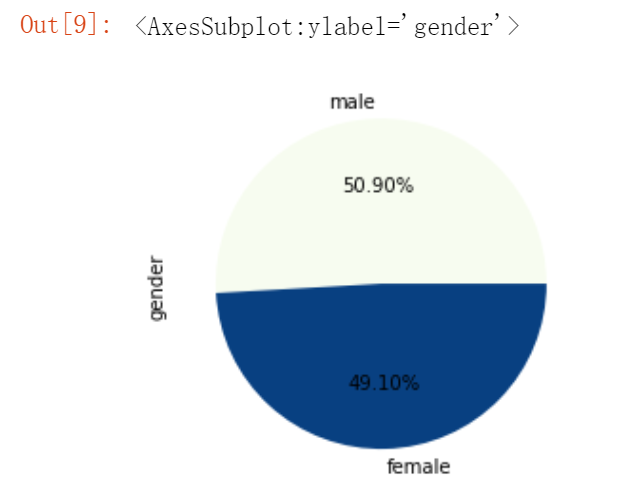 Out[9]: <AxesSubplot:ylabel='gender'>
male
50.90%
gender
49.10%
female